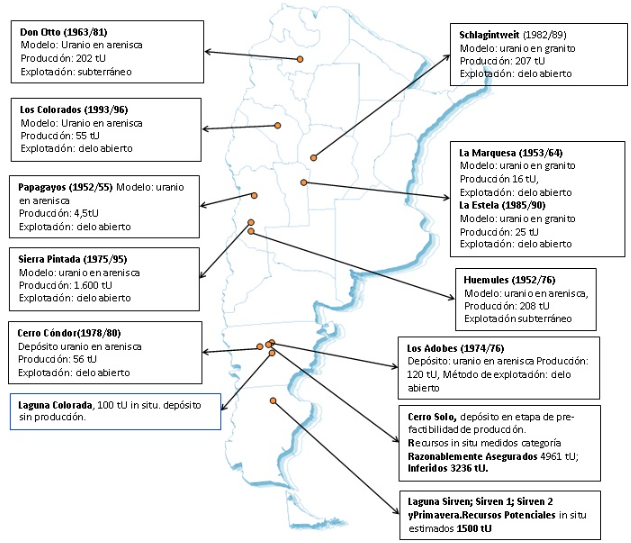 Don Otto (1963/81)
Modelo: Uranio en arenisca
Producción: 202 tU
Explotación: subterráneo
Los Colorados (1993/96)
Modelo: Uranio en arenisca
Producción: 55 tU
Explotación: cielo abierto
Papagayos (1952/55) Modelo: uranio
en arenisca
Producción: 4,5tU
Explotación: cielo abierto
Sierra Pintada (1975/95)
Modelo: uranio en arenisca
Producción: 1.600 tU
Explotación: cielo abierto
Cerro Cóndor(1978/80)
Depósito uranio en arenisca
Producción: 56 tU
Explotación: cielo abierto
Laguna Colorada, 100 tU in situ. depósito
sin producción.
Schlagintweit (1982/89)
Modelo: uranio en granito
Producción: 207 tU
Explotación: cielo abierto
La Marquesa (1953/64)
Modelo: uranio en granito
Producción 16 tU,
Explotación: cielo abierto
La Estela (1985/90)
Modelo: uranio en granito
Producción: 25 tU
Explotación: cielo abierto
Huemules (1952/76)
Modelo: uranio en arenisca,
Producción: 208 tU
Explotación subterráneo
Los Adobes (1974/76)
Depósito: uranio en arenisca Producción:
120 tU, Método de explotación: cielo
abierto
Cerro Solo, depósito en etapa de pre-
factibilidad de producción.
Recursos in situ medidos categoría
Razonablemente Asegurados 4961 tU;
Inferidos 3236 tU.
Laguna Sirven; Sirven 1; Sirven 2
yPrimavera.Recursos Potenciales in situ
estimados 1500 tU